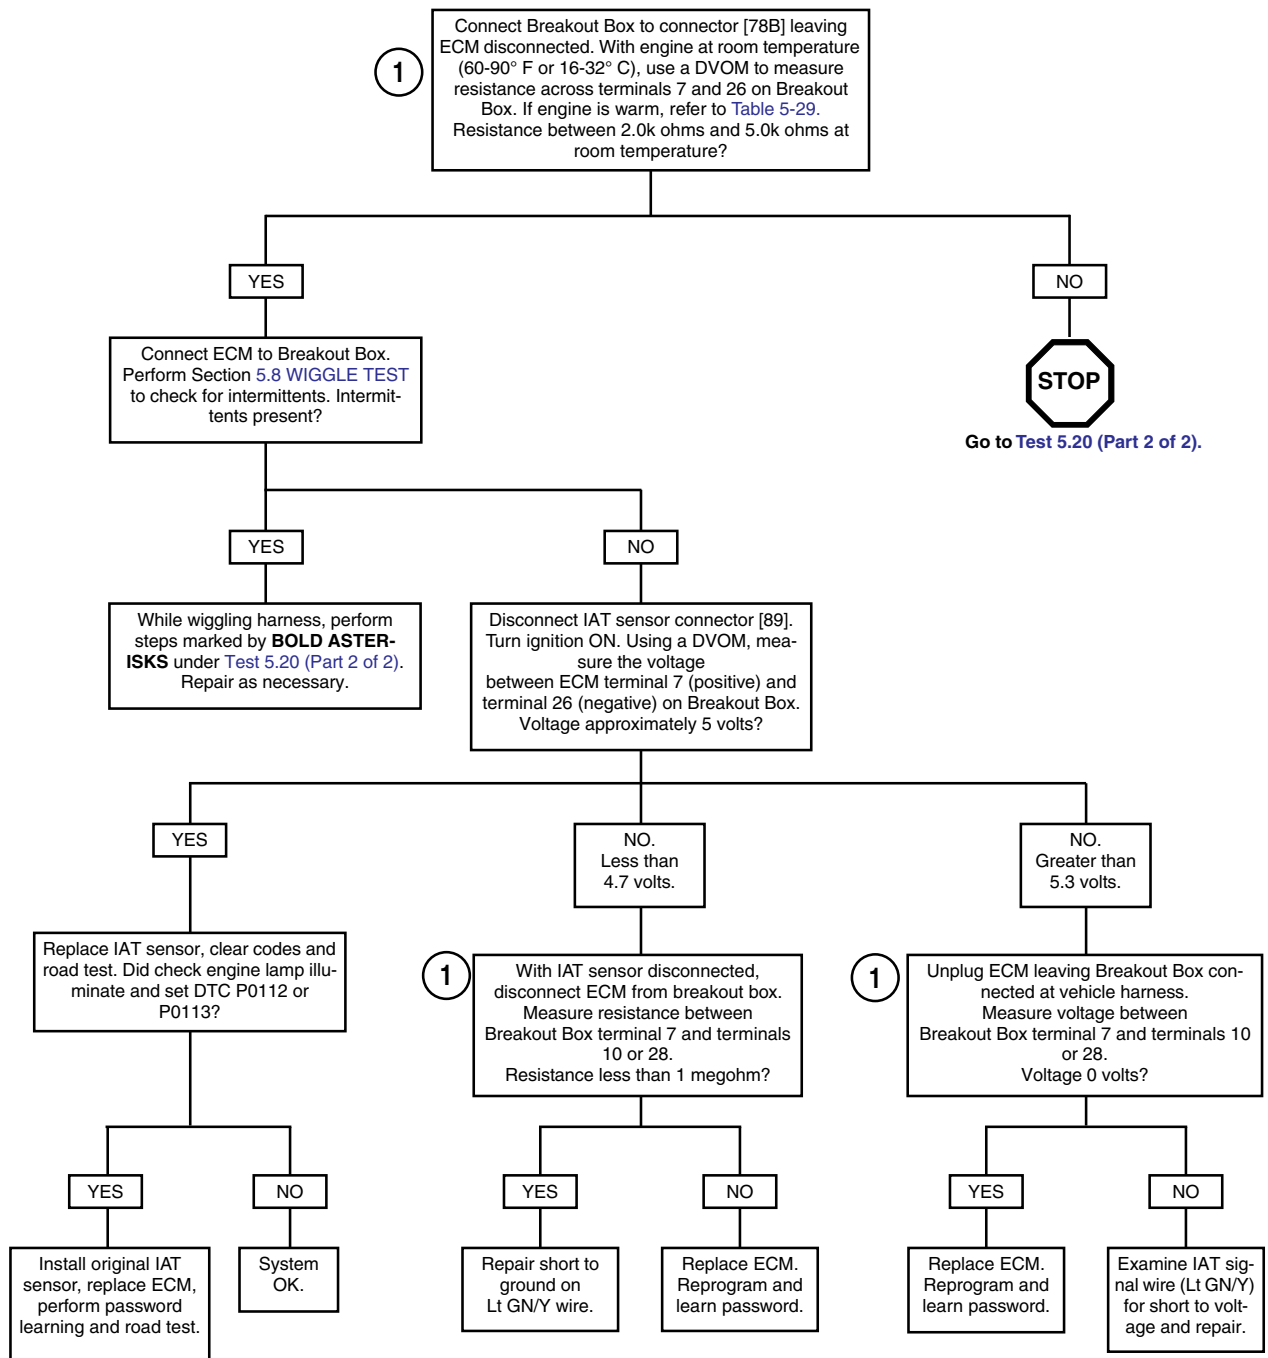 Connect Breakout Box to connector [78B] leaving
ECM disconnected. With engine at room temperature
(60-90° F or 16-32° C), use a DVOM to measure
resistance across terminals 7 and 26 on Breakout
Box. If engine is warm, refer to Table 5-29.
Resistance between 2.0k ohms and 5.0k ohms at
room temperature?
1
YES
NO
Connect ECM to Breakout Box.
Perform Section 5.8 WIGGLE TEST
to check for intermittents. Intermit-
tents present?
STOP
Go to Test 5.20 (Part 2 of 2).
YES
NO
While wiggling harness, perform
steps marked by BOLD ASTER-
ISKS under Test 5.20 (Part 2 of 2).
Repair as necessary.
Disconnect IAT sensor connector [89].
Turn ignition ON. Using a DVOM, mea-
sure the voltage
between ECM terminal 7 (positive) and
terminal 26 (negative) on Breakout Box.
Voltage approximately 5 volts?
YES
NO.
Less than
4.7 volts.
NO.
Greater than
5.3 volts.
Replace IAT sensor, clear codes and
road test. Did check engine lamp illu-
minate and set DTC P0112 or
P0113?
1
With IAT sensor disconnected,
disconnect ECM from breakout box.
Measure resistance between
Breakout Box terminal 7 and terminals
10 or 28.
Resistance less than 1 megohm?
1
Unplug ECM leaving Breakout Box con-
nected at vehicle harness.
Measure voltage between
Breakout Box terminal 7 and terminals 10
or 28.
Voltage 0 volts?
YES
NO
YES
NO
YES
NO
Install original IAT
sensor, replace ECM,
perform password
learning and road test.
System
OK.
Repair short to
ground on
Lt GN/Y wire.
Replace ECM.
Reprogram and
learn password.
Replace ECM.
Reprogram and
learn password.
Examine IAT sig-
nal wire (Lt GN/Y)
for short to volt-
age and repair.